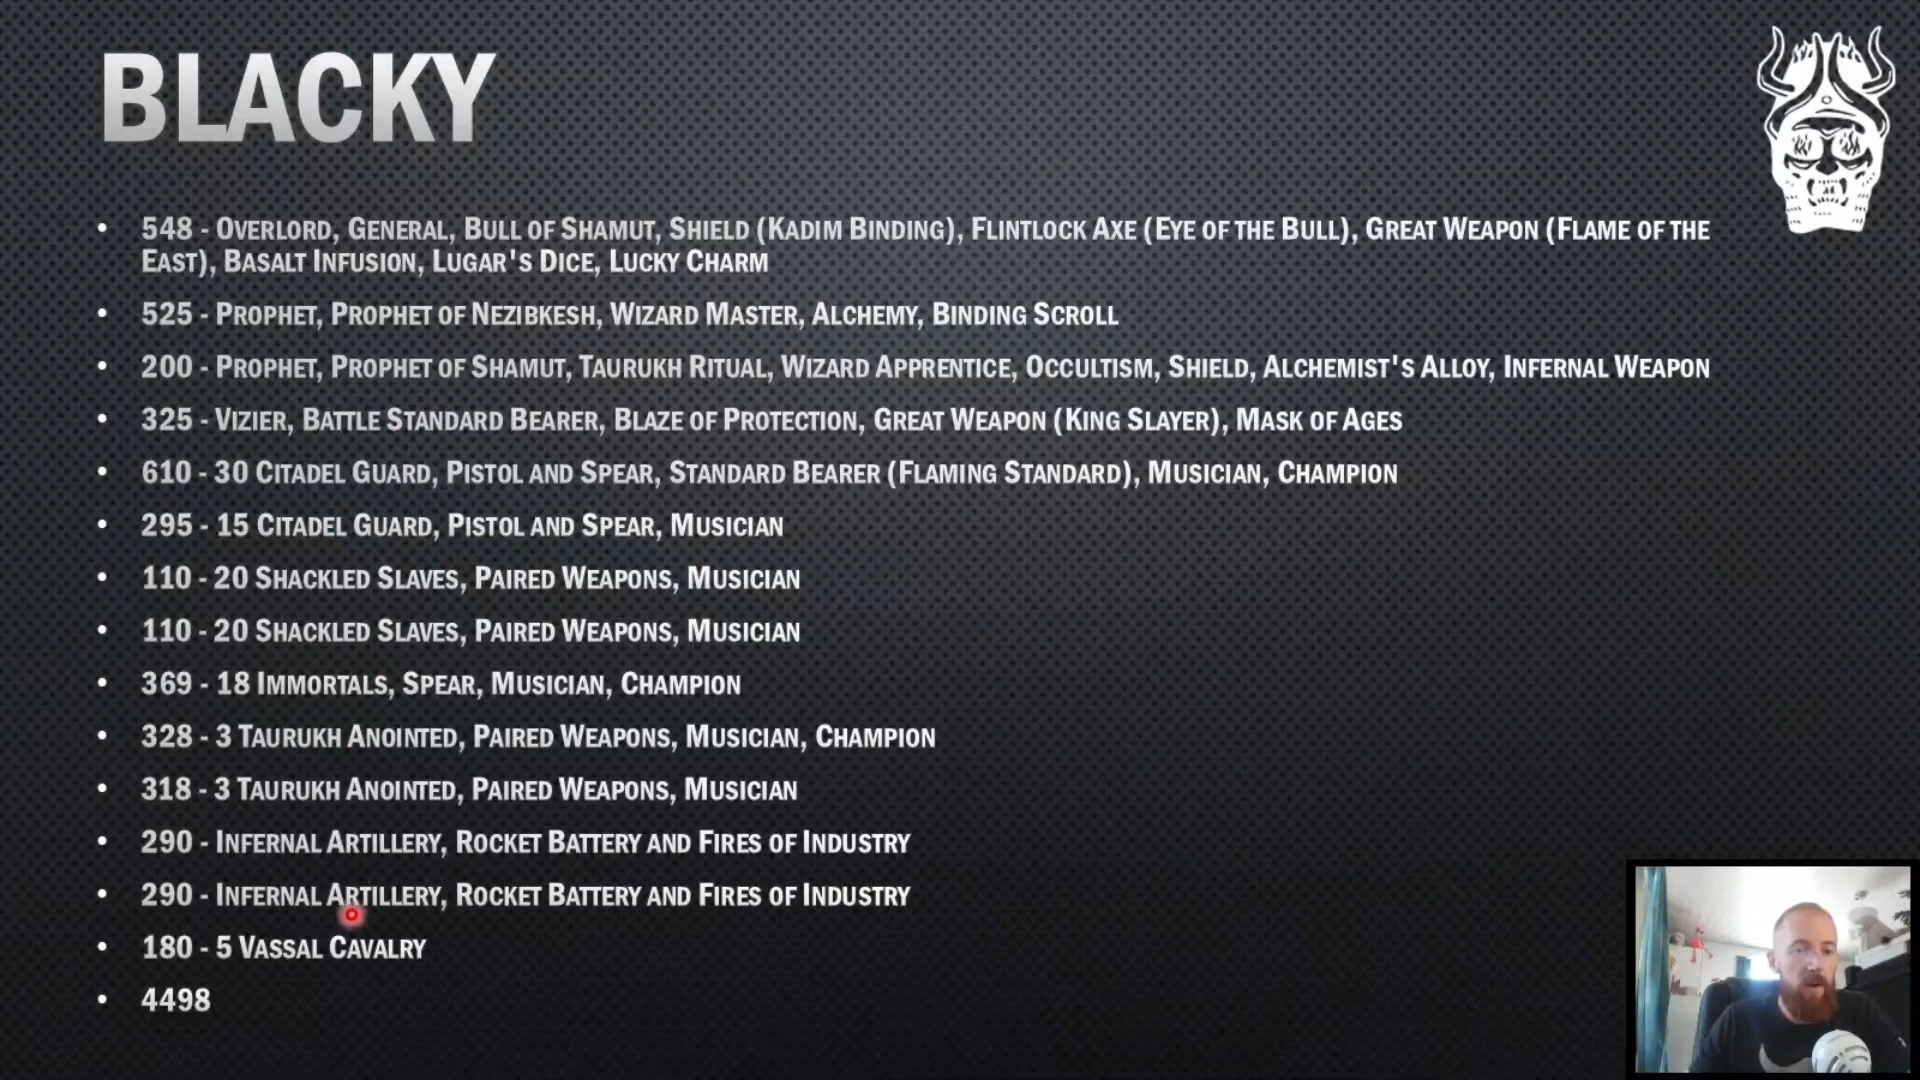 BLACKY
• 548 - Overlord, General, Bull of Shamut, Shield (Kadim Binding), Flintlock Axe (Eye of the Bull), Great Weapon (Flame of the
East), Basalt Infusion, Lugar's Dice, Lucky Charm
• 525 - Prophet, Prophet of Nezibkesh, Wizard Master, Alchemy, Binding Scroll
• 200 - Prophet, Prophet of Shamut, Taurukh Ritual, Wizard Apprentice, Occultism, Shield, Alchemist's Alloy, Infernal Weapon
• 325 - Vizier, Battle Standard Bearer, Blaze of Protection, Great Weapon (King Slayer), Mask of Ages
• 610 - 30 Citadel Guard, Pistol and Spear, Standard Bearer (Flaming Standard), Musician, Champion
• 295 - 15 Citadel Guard, Pistol and Spear, Musician
• 110 - 20 Shackled Slaves, Paired Weapons, Musician
• 110 - 20 Shackled Slaves, Paired Weapons, Musician
• 369 - 18 Immortals, Spear, Musician, Champion
• 328 - 3 Taurukh Anointed, Paired Weapons, Musician, Champion
• 318 - 3 Taurukh Anointed, Paired Weapons, Musician
• 290 - Infernal Artillery, Rocket Battery and Fires of Industry
• 290 - Infernal Artillery, Rocket Battery and Fires of Industry
• 180 - 5 Vassal Cavalry
• 4498